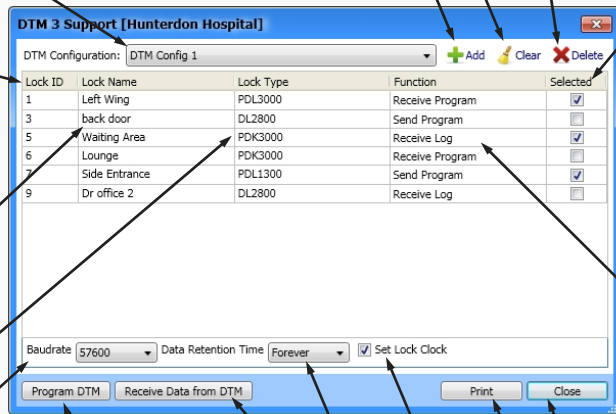 DTM 3 Support [Hunterdon Hospital]
DTM Configuration: DTM Config 1 Add Clear Delete
Lock ID Lock Name Lock Type Function Selected
1 Left Wing PDL3000 Receive Program
3 back door DL2800 Send Program
5 Waiting Area PDK3000 Receive Log
6 Lounge PDK3000 Receive Program
7 Side Entrance PDL1300 Send Program
9 Dr office 2 DL2800 Receive Log
Baudrate 57600 Data Retention Time Forever Set Lock Clock
Program DTM Receive Data from DTM Print Close